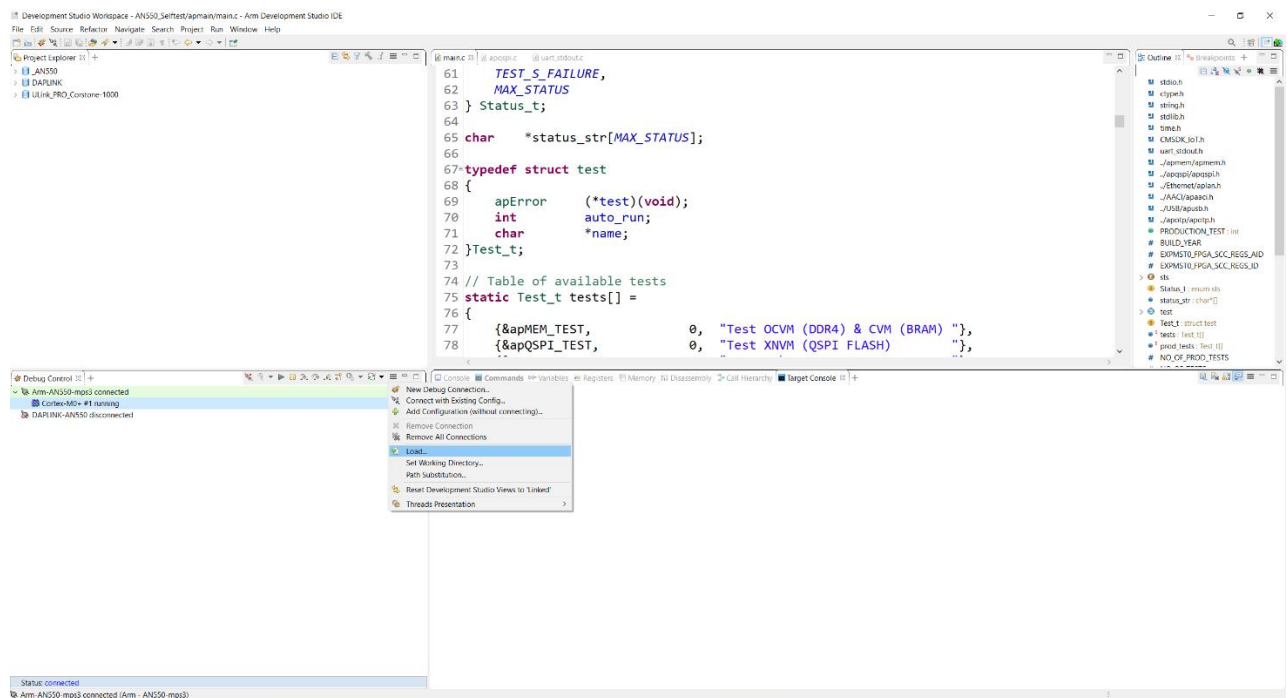 Development Studio Workspace - AN550_Selftest/apmain/main.c - Arm Development Studio IDE
File Edit Source Refactor Navigate Search Project Run Window Help
Project Explorer
_AN550
DAPLINK
ULink_PRO_Corstone-1000
main.c apqspi.c uart_stdout.c
61 TEST_S_FAILURE,
62 MAX_STATUS
63 } Status_t;
64
65 char *status_str[MAX_STATUS];
66
67 typedef struct test
68 {
69 apError (*test)(void);
70 int auto_run;
71 char *name;
72 }Test_t;
73
74 // Table of available tests
75 static Test_t tests[] =
76 {
77 {&apMEM_TEST, 0, "Test OCVM (DDR4) & CVM (BRAM) "},
78 {&apQSPI_TEST, 0, "Test XNVM (QSPI FLASH) "},
Outline Breakpoints
stdio.h
ctype.h
string.h
stdlib.h
time.h
CMSDK_IoT.h
uart_stdout.h
../apmem/apmem.h
../apqspi/apqspi.h
../Ethernet/aplan.h
../AACI/apaaci.h
../USB/apusb.h
../apotp/apotp.h
PRODUCTION_TEST : int
BUILD_YEAR
EXPMST0_FPGA_SCC_REGS_AID
EXPMST0_FPGA_SCC_REGS_ID
sts
Status_t : enum sts
status_str : char*[]
test
Test_t : struct test
tests : Test_t[]
prod_tests : Test_t[]
NO_OF_PROD_TESTS
Debug Control
Arm-AN550-mps3 connected
Cortex-M0+ #1 running
DAPLINK-AN550 disconnected
Console Commands Variables Registers Memory Disassembly Call Hierarchy Target Console
New Debug Connection...
Connect with Existing Config...
Add Configuration (without connecting)...
Remove Connection
Remove All Connections
Load...
Set Working Directory...
Path Substitution...
Reset Development Studio Views to 'Linked'
Threads Presentation
Status: connected
Arm-AN550-mps3 connected (Arm - AN550-mps3)